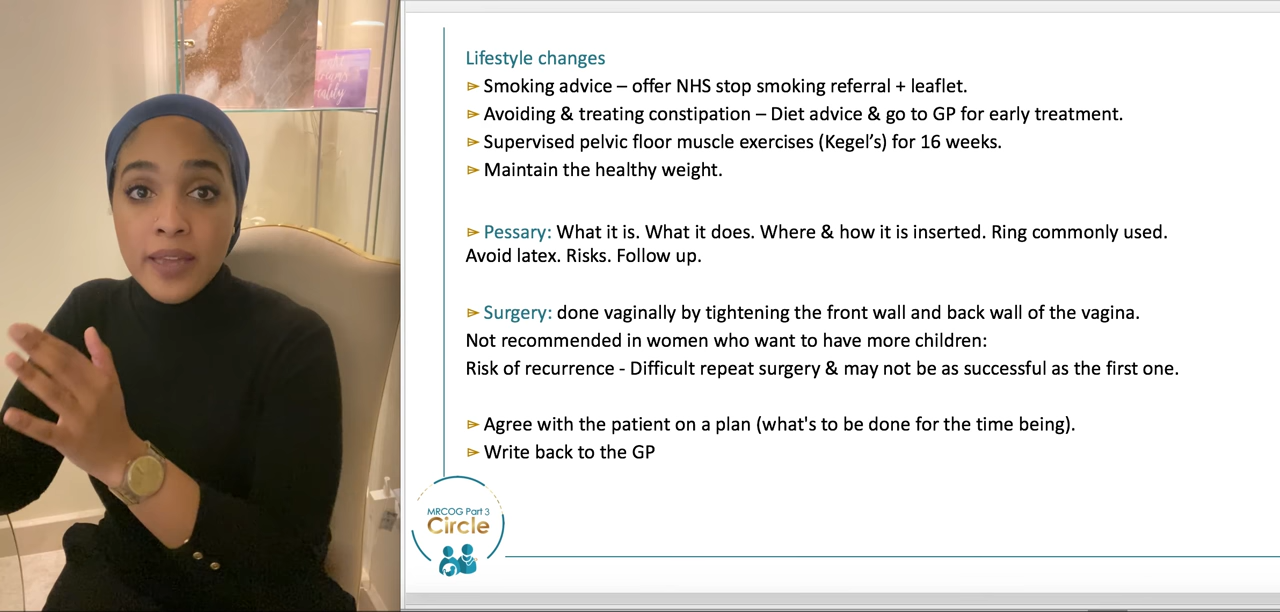 Lifestyle changes
Smoking advice – offer NHS stop smoking referral + leaflet.
Avoiding & treating constipation – Diet advice & go to GP for early treatment.
Supervised pelvic floor muscle exercises (Kegel’s) for 16 weeks.
Maintain the healthy weight.
Pessary: What it is. What it does. Where & how it is inserted. Ring commonly used.
Avoid latex. Risks. Follow up.
Surgery: done vaginally by tightening the front wall and back wall of the vagina.
Not recommended in women who want to have more children:
Risk of recurrence - Difficult repeat surgery & may not be as successful as the first one.
Agree with the patient on a plan (what's to be done for the time being).
Write back to the GP
MRCOG Part 3
Circle